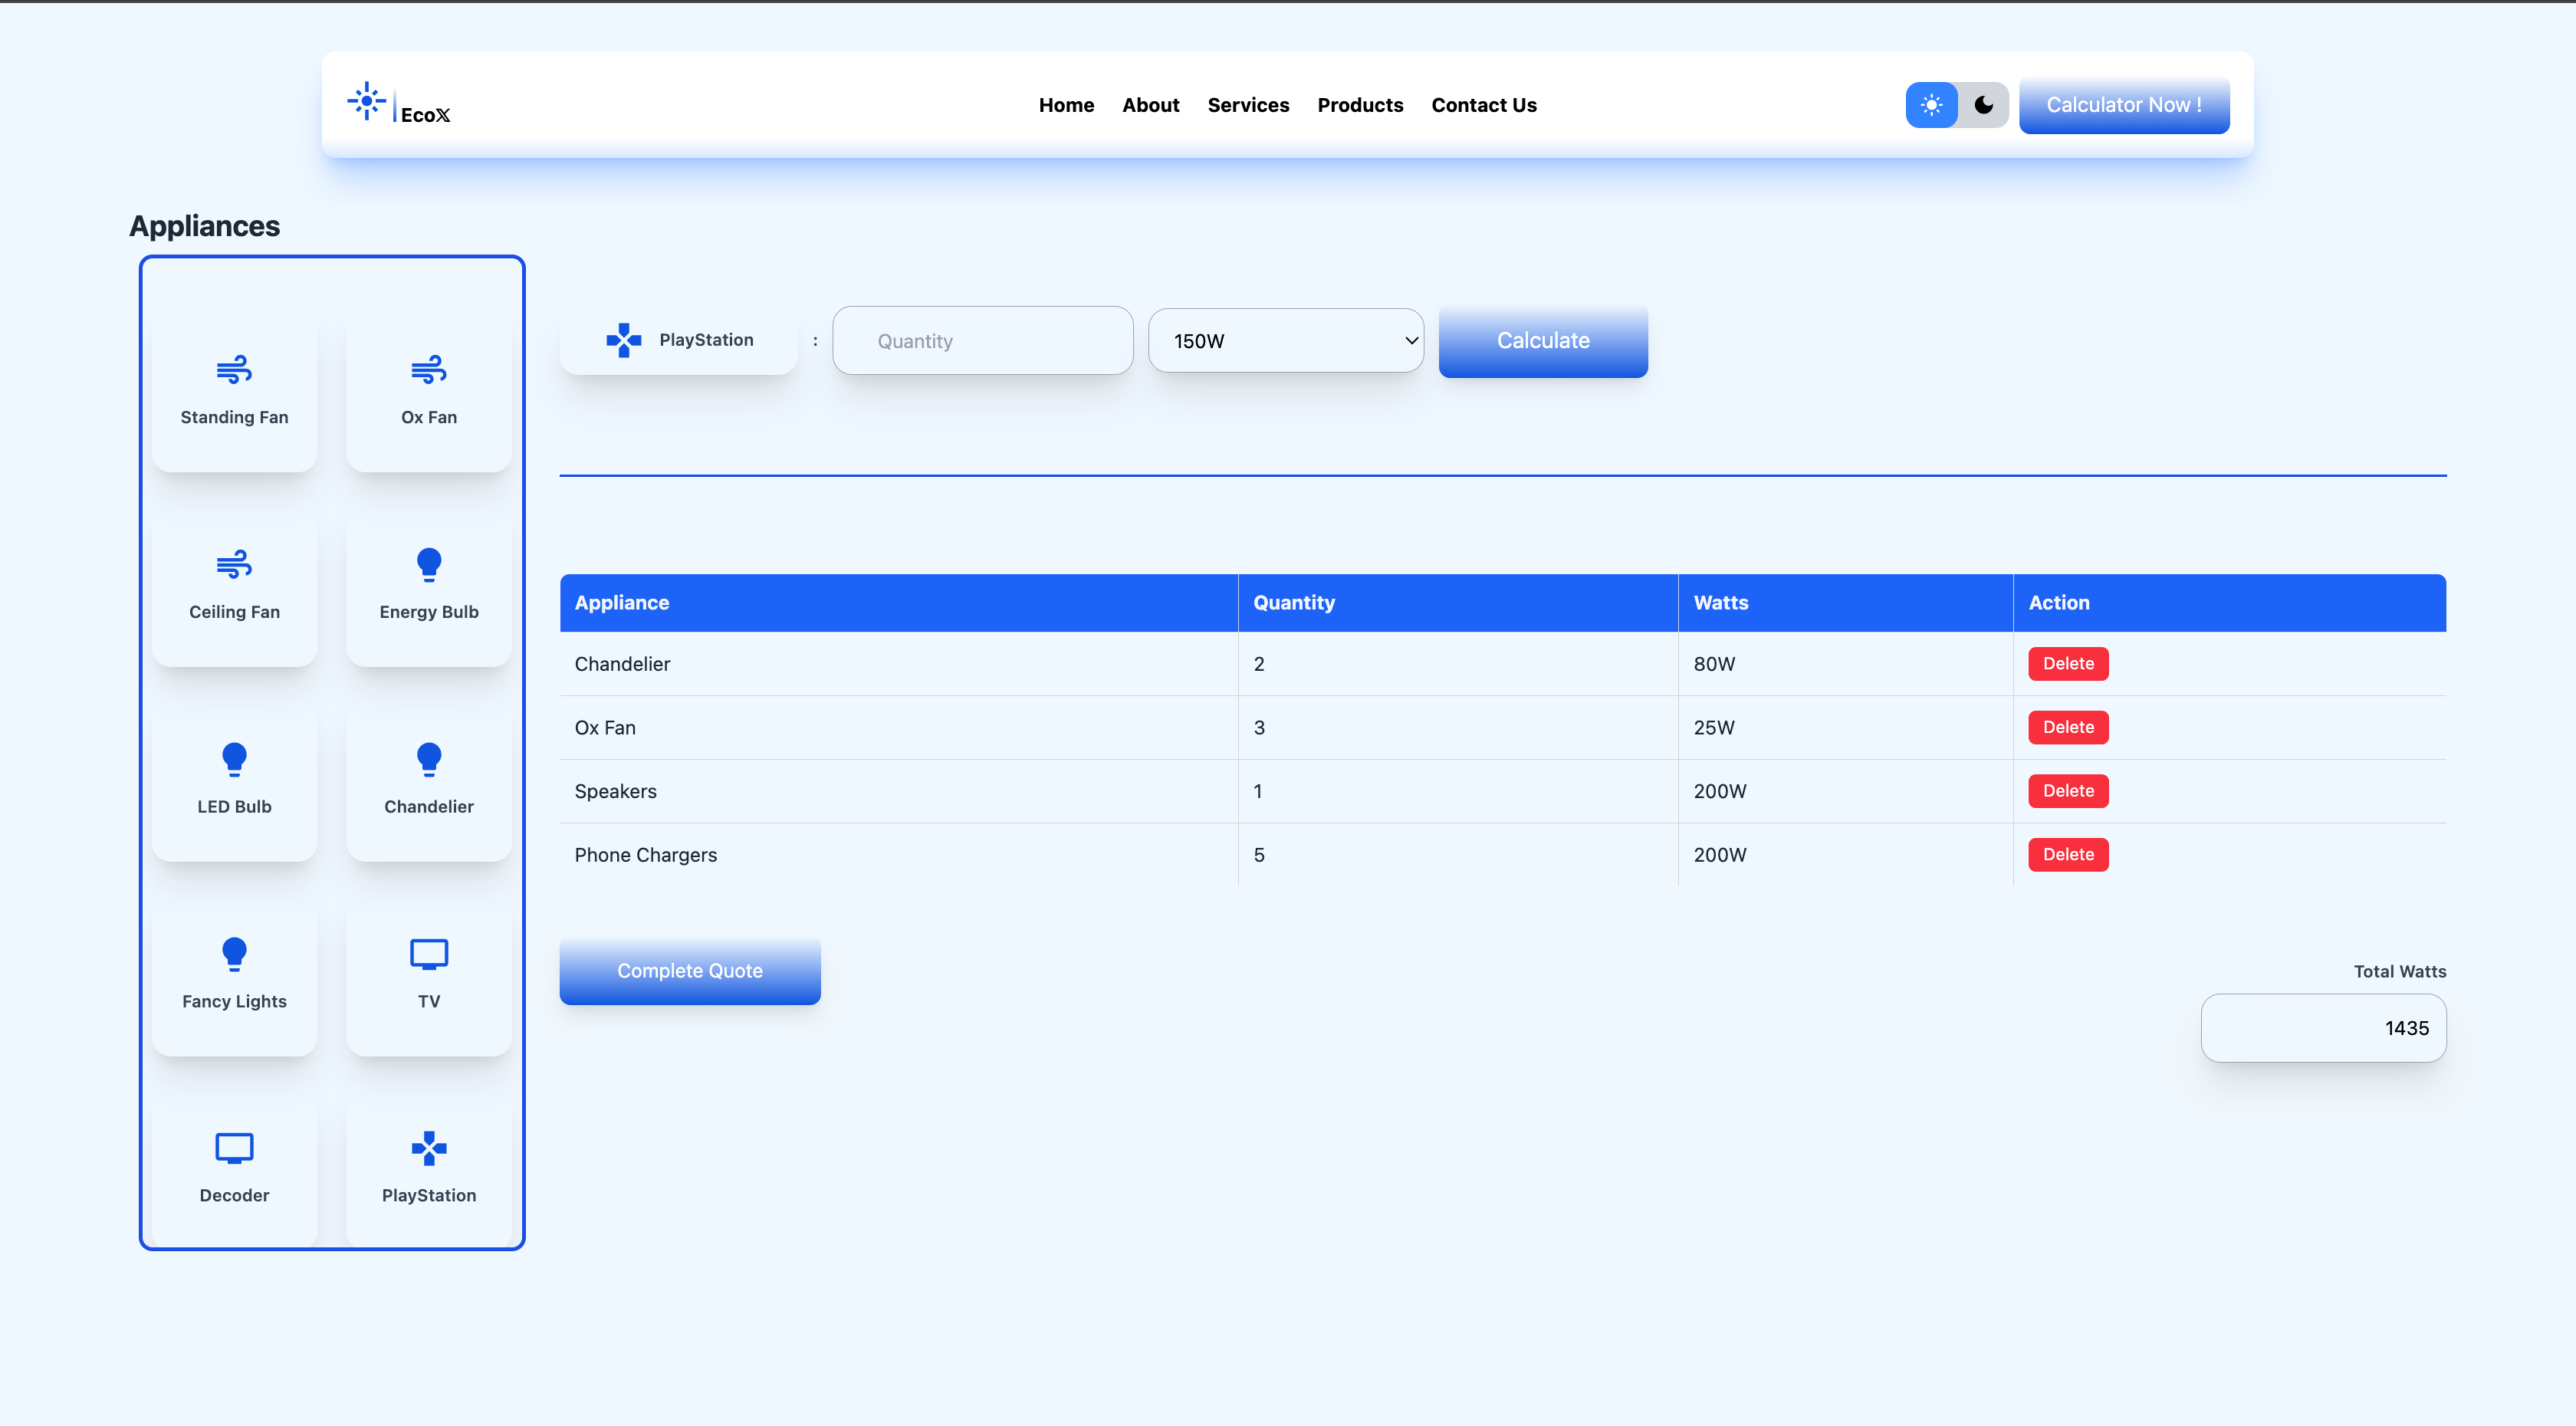 Eco𝕏
Home About Services Products Contact Us
Calculator Now !
Appliances
Standing Fan Ox Fan
Ceiling Fan Energy Bulb
LED Bulb Chandelier
Fancy Lights TV
Decoder PlayStation
PlayStation : Quantity 150W Calculate
Appliance Quantity Watts Action
Chandelier 2 80W Delete
Ox Fan 3 25W Delete
Speakers 1 200W Delete
Phone Chargers 5 200W Delete
Complete Quote
Total Watts
1435